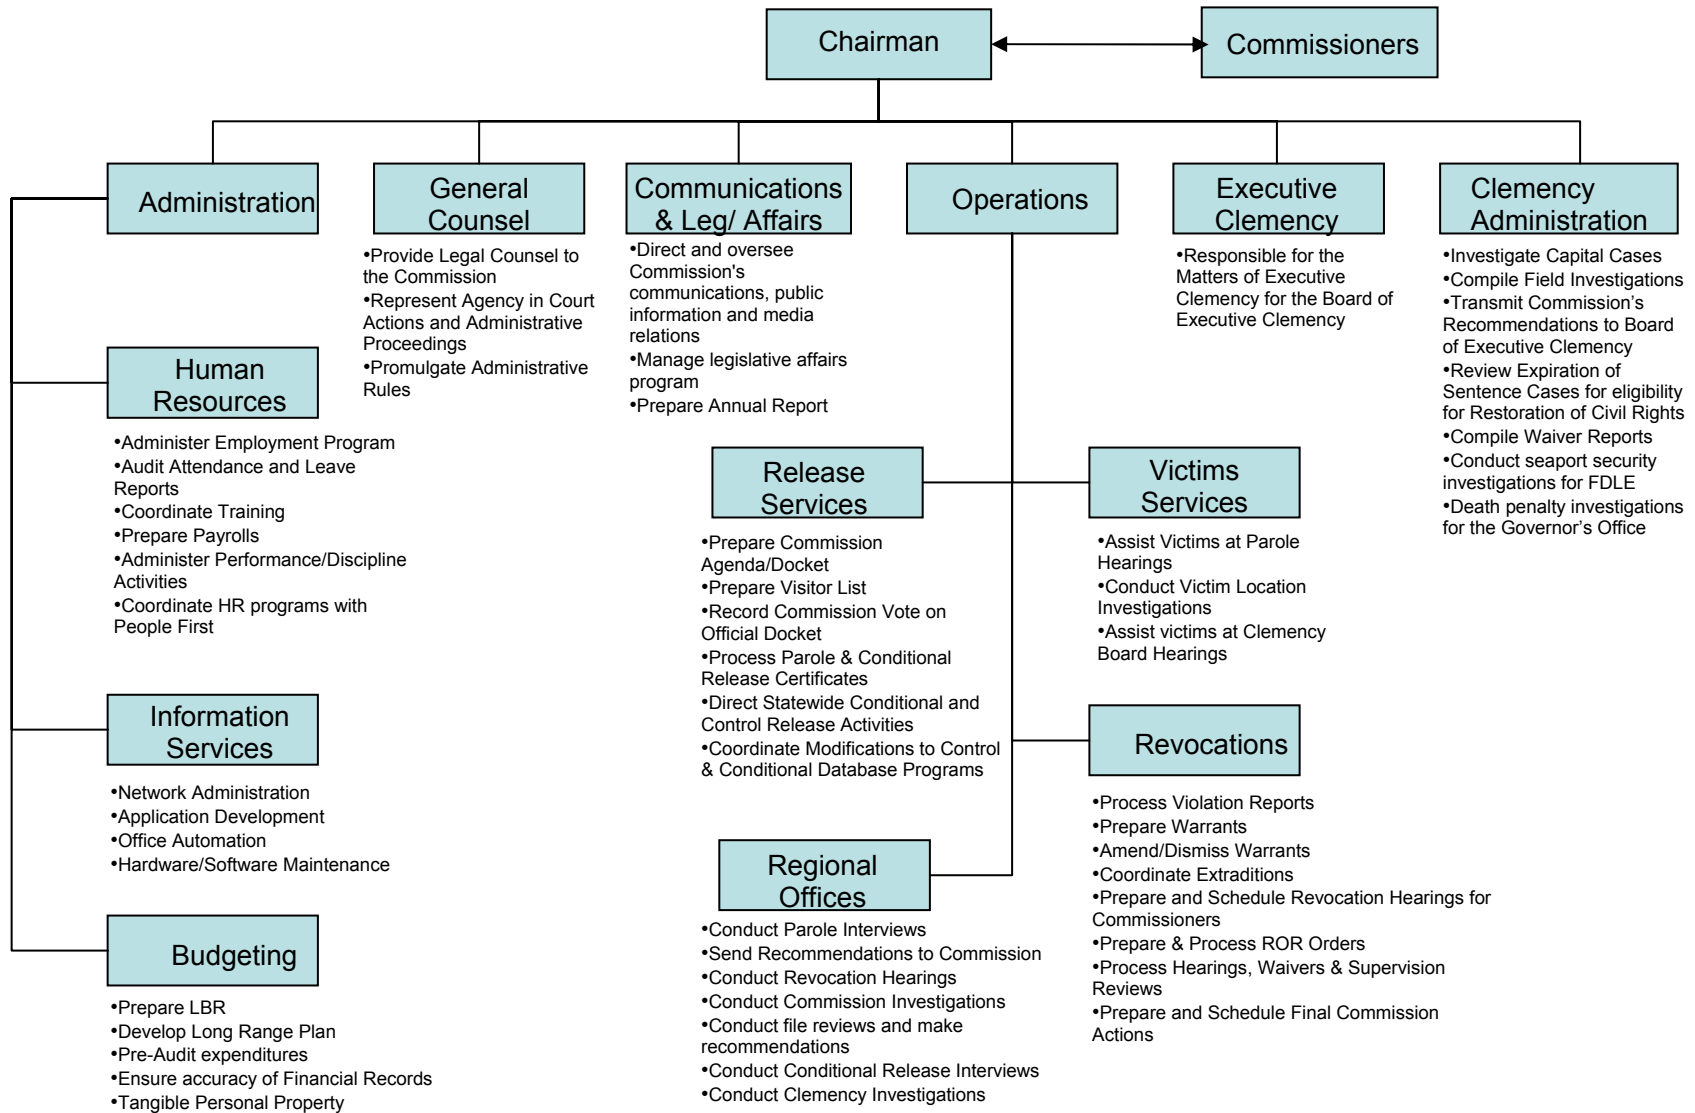 Chairman
Commissioners
Administration
General
Counsel
Communications
& Leg/ Affairs
Operations
Executive
Clemency
Clemency
Administration
•Provide Legal Counsel to
the Commission
•Represent Agency in Court
Actions and Administrative
Proceedings
•Promulgate Administrative
Rules
•Direct and oversee
Commission's
communications, public
information and media
relations
•Manage legislative affairs
program
•Prepare Annual Report
•Responsible for the
Matters of Executive
Clemency for the Board of
Executive Clemency
•Investigate Capital Cases
•Compile Field Investigations
•Transmit Commission’s
Recommendations to Board
of Executive Clemency
•Review Expiration of
Sentence Cases for eligibility
for Restoration of Civil Rights
•Compile Waiver Reports
•Conduct seaport security
investigations for FDLE
•Death penalty investigations
for the Governor’s Office
Human
Resources
•Administer Employment Program
•Audit Attendance and Leave
Reports
•Coordinate Training
•Prepare Payrolls
•Administer Performance/Discipline
Activities
•Coordinate HR programs with
People First
Information
Services
•Network Administration
•Application Development
•Office Automation
•Hardware/Software Maintenance
Budgeting
•Prepare LBR
•Develop Long Range Plan
•Pre-Audit expenditures
•Ensure accuracy of Financial Records
•Tangible Personal Property
Release
Services
•Prepare Commission
Agenda/Docket
•Prepare Visitor List
•Record Commission Vote on
Official Docket
•Process Parole & Conditional
Release Certificates
•Direct Statewide Conditional and
Control Release Activities
•Coordinate Modifications to Control
& Conditional Database Programs
Victims
Services
•Assist Victims at Parole
Hearings
•Conduct Victim Location
Investigations
•Assist victims at Clemency
Board Hearings
Revocations
•Process Violation Reports
•Prepare Warrants
•Amend/Dismiss Warrants
•Coordinate Extraditions
•Prepare and Schedule Revocation Hearings for
Commissioners
•Prepare & Process ROR Orders
•Process Hearings, Waivers & Supervision
Reviews
•Prepare and Schedule Final Commission
Actions
Regional
Offices
•Conduct Parole Interviews
•Send Recommendations to Commission
•Conduct Revocation Hearings
•Conduct Commission Investigations
•Conduct file reviews and make
recommendations
•Conduct Conditional Release Interviews
•Conduct Clemency Investigations